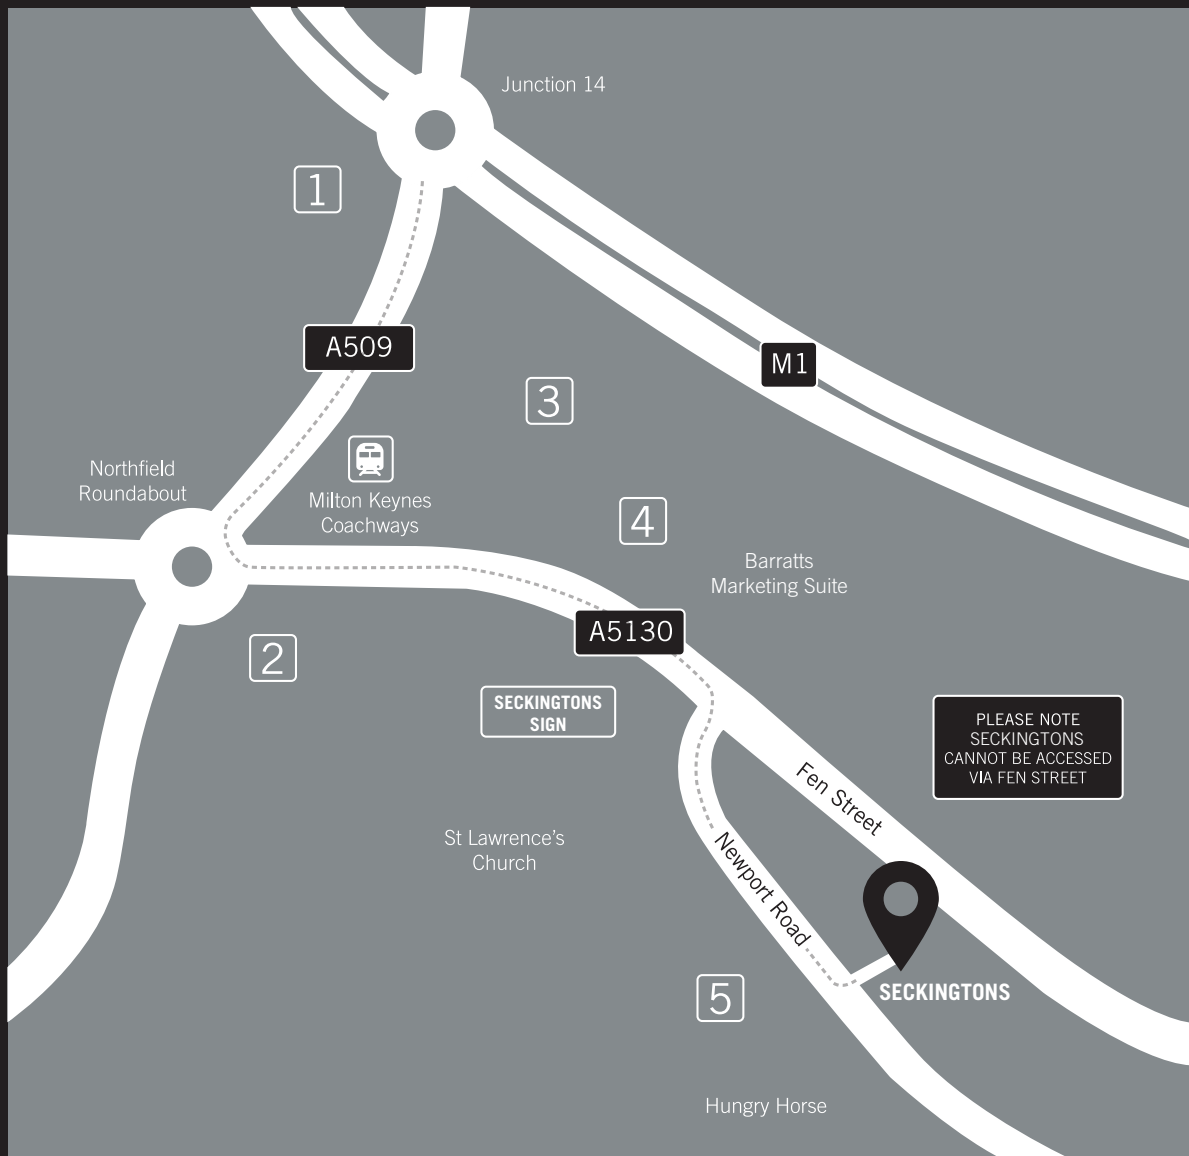 Junction 14
1
A509
M1
3
Northfield
Roundabout
Milton Keynes
Coachways
4
Barratts
Marketing Suite
A5130
2
SECKINGTONS
SIGN
PLEASE NOTE
SECKINGTONS
CANNOT BE ACCESSED
VIA FEN STREET
Fen Street
St Lawrence’s
Church
Newport Road
5
SECKINGTONS
Hungry Horse